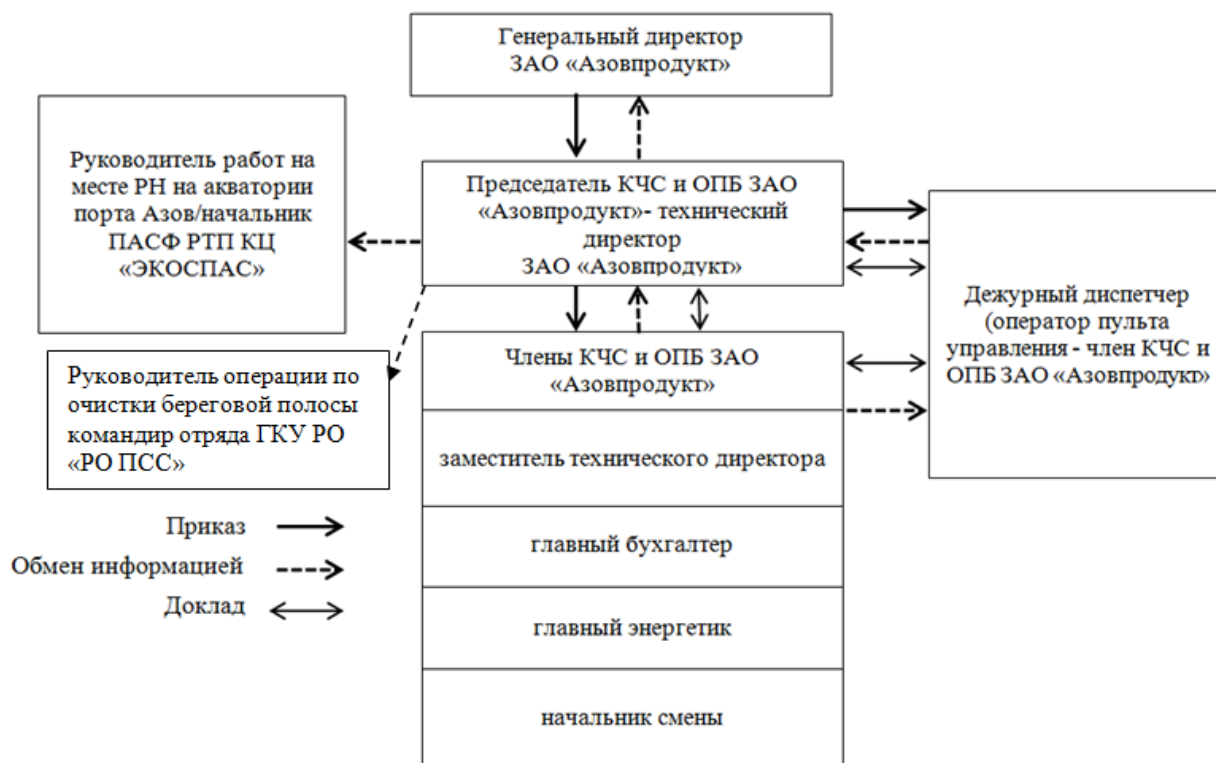 Генеральный директор
ЗАО «Азовпродукт»
Руководитель работ на
месте РН на акватории
порта Азов/начальник
ПАСФ РТП КЦ
«ЭКОСПАС»
Председатель КЧС и ОПБ ЗАО
«Азовпродукт»- технический
директор
ЗАО «Азовпродукт»
Дежурный диспетчер
(оператор пульта
управления - член КЧС и
ОПБ ЗАО «Азовпродукт»
Руководитель операции по
очистки береговой полосы
командир отряда ГКУ РО
«РО ПСС»
Члены КЧС и ОПБ ЗАО
«Азовпродукт»
заместитель технического директора
главный бухгалтер
главный энергетик
начальник смены
Приказ
Обмен информацией
Доклад